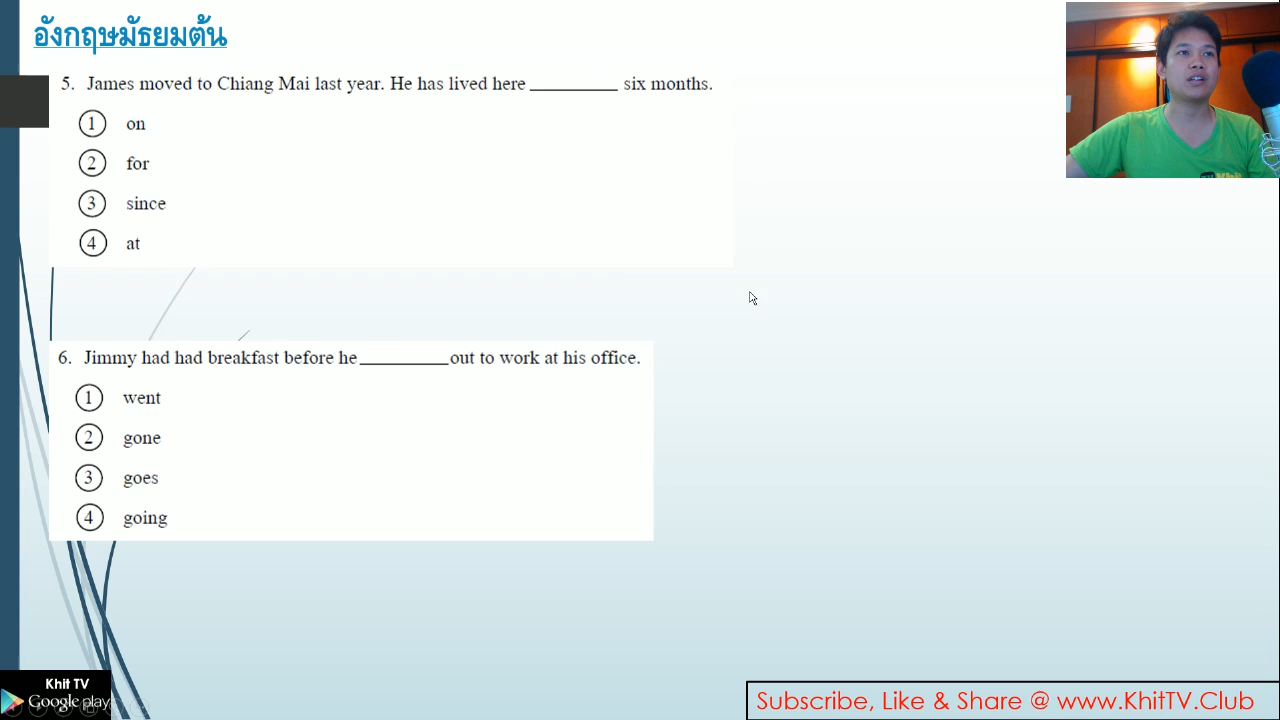 อังกฤษมัธยมต้น
5. James moved to Chiang Mai last year. He has lived here __________ six months.
1 on
2 for
3 since
4 at
6. Jimmy had had breakfast before he__________out to work at his office.
1 went
2 gone
3 goes
4 going
Khit TV
Google play
Subscribe, Like & Share @ www.KhitTV.Club